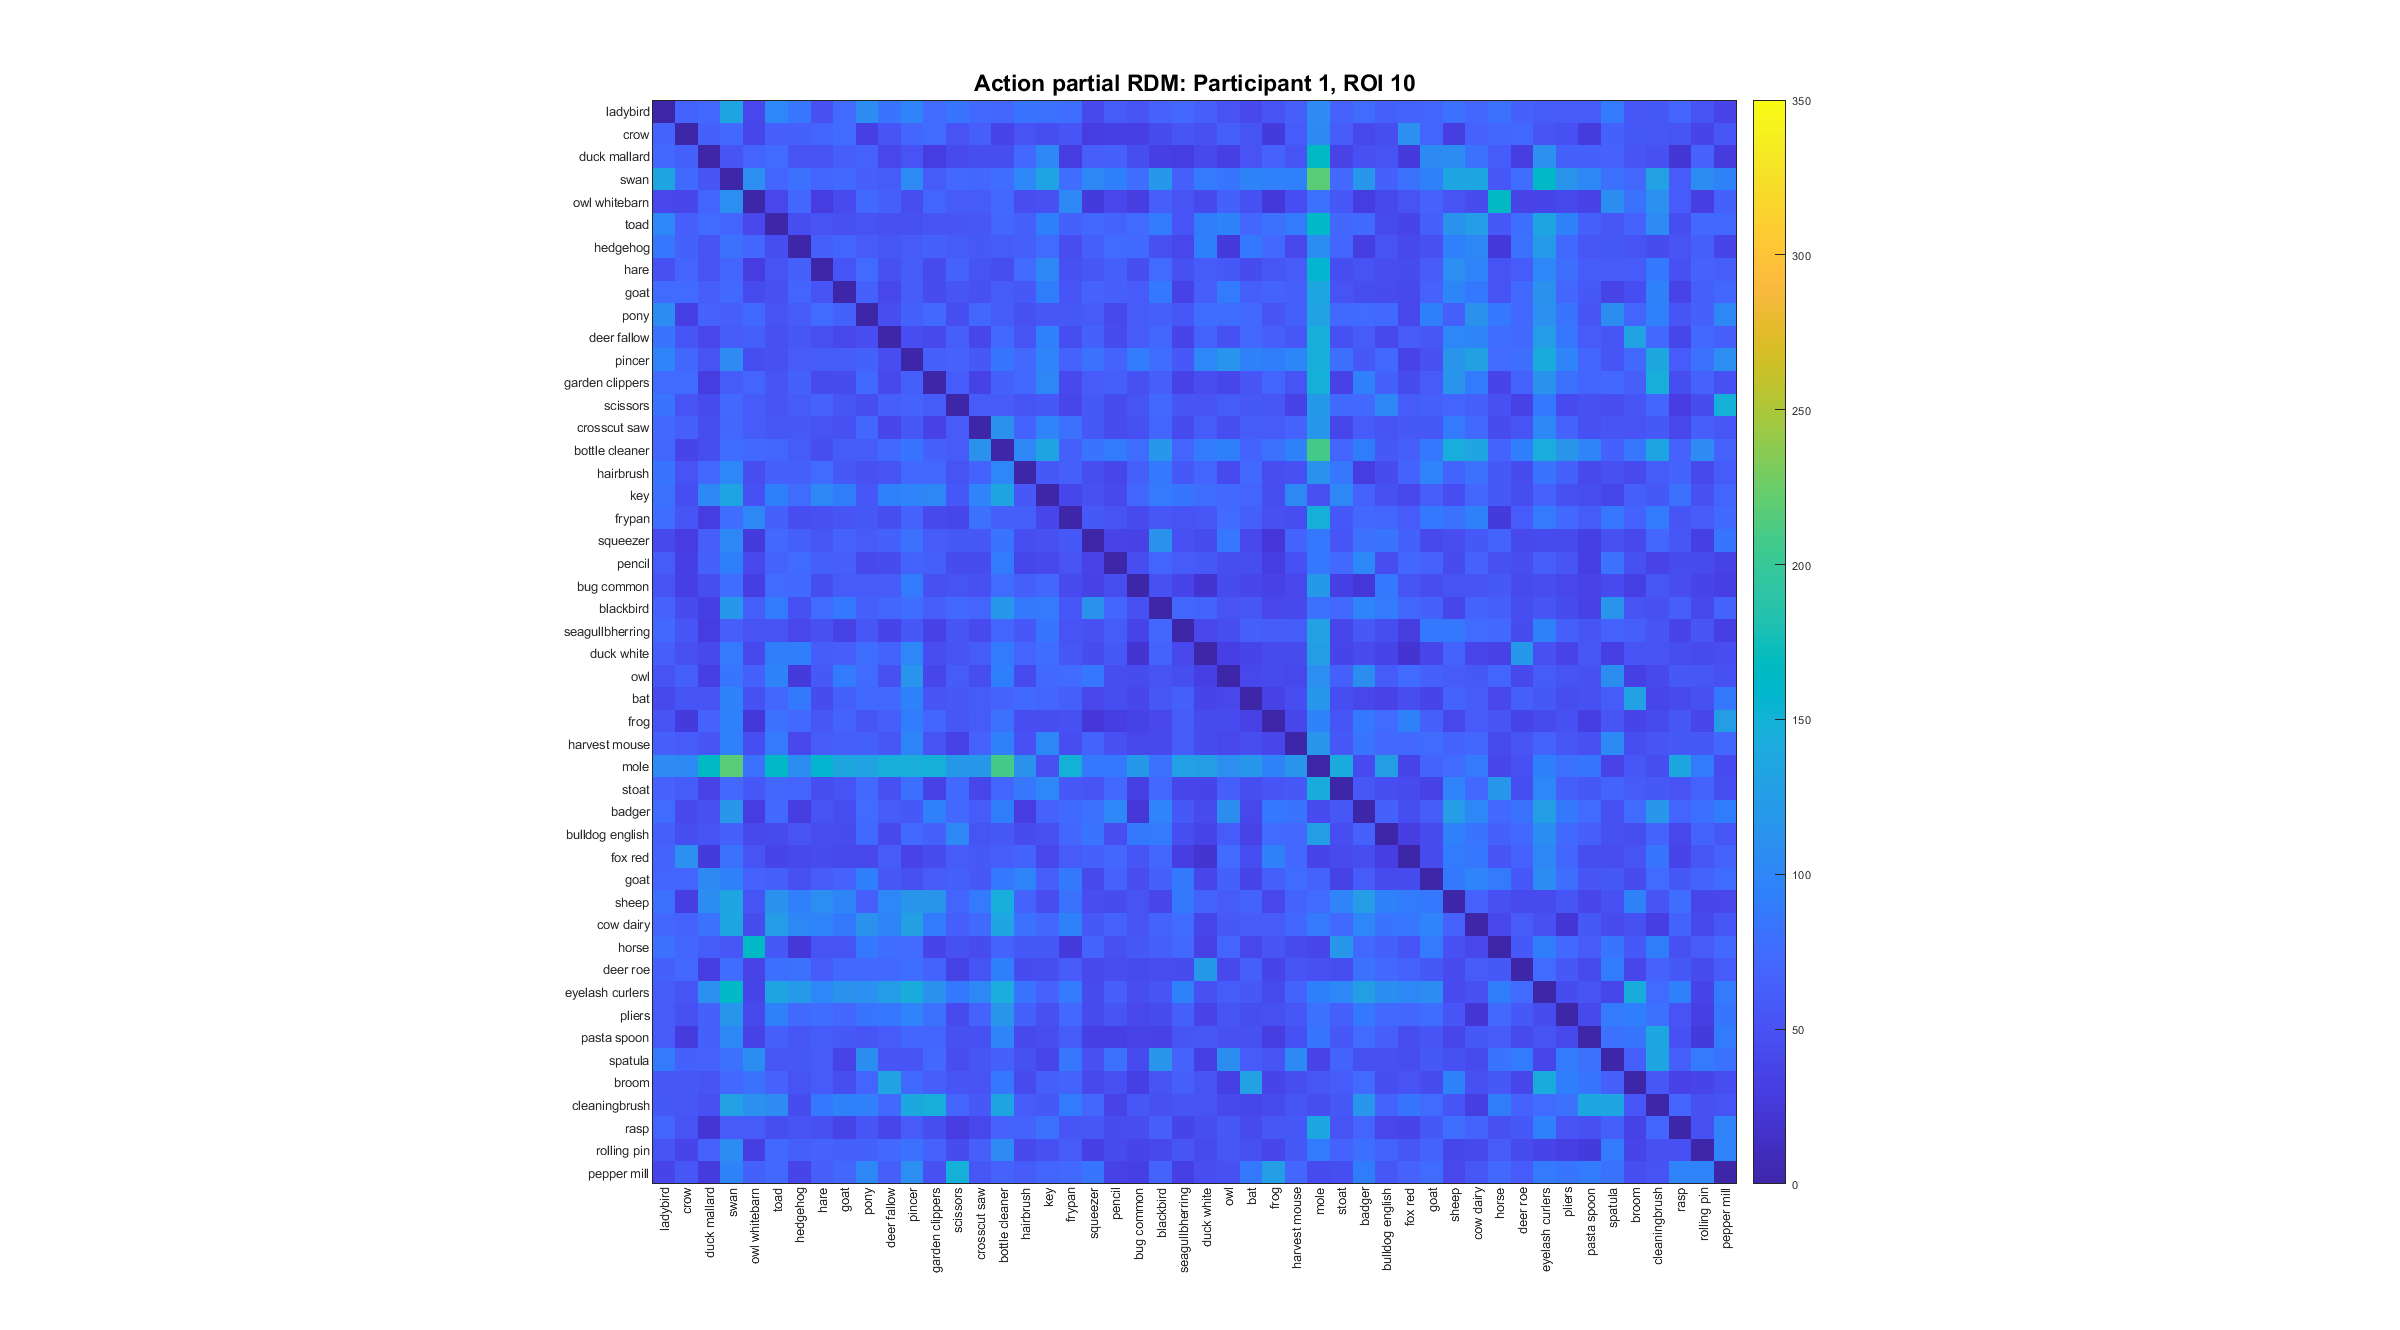 Action partial RDM: Participant 1, ROI 10
ladybird
crow
duck mallard
swan
owl whitebarn
toad
hedgehog
hare
goat
pony
deer fallow
pincer
garden clippers
scissors
crosscut saw
bottle cleaner
hairbrush
key
frypan
squeezer
pencil
bug common
blackbird
seagullbherring
duck white
owl
bat
frog
harvest mouse
mole
stoat
badger
bulldog english
fox red
goat
sheep
cow dairy
horse
deer roe
eyelash curlers
pliers
pasta spoon
spatula
broom
cleaningbrush
rasp
rolling pin
pepper mill
350
300
250
200
150
100
50
0
ladybird
crow
duck mallard
swan
owl whitebarn
toad
hedgehog
hare
goat
pony
deer fallow
pincer
garden clippers
scissors
crosscut saw
bottle cleaner
hairbrush
key
frypan
squeezer
pencil
bug common
blackbird
seagullbherring
duck white
owl
bat
frog
harvest mouse
mole
stoat
badger
bulldog english
fox red
goat
sheep
cow dairy
horse
deer roe
eyelash curlers
pliers
pasta spoon
spatula
broom
cleaningbrush
rasp
rolling pin
pepper mill